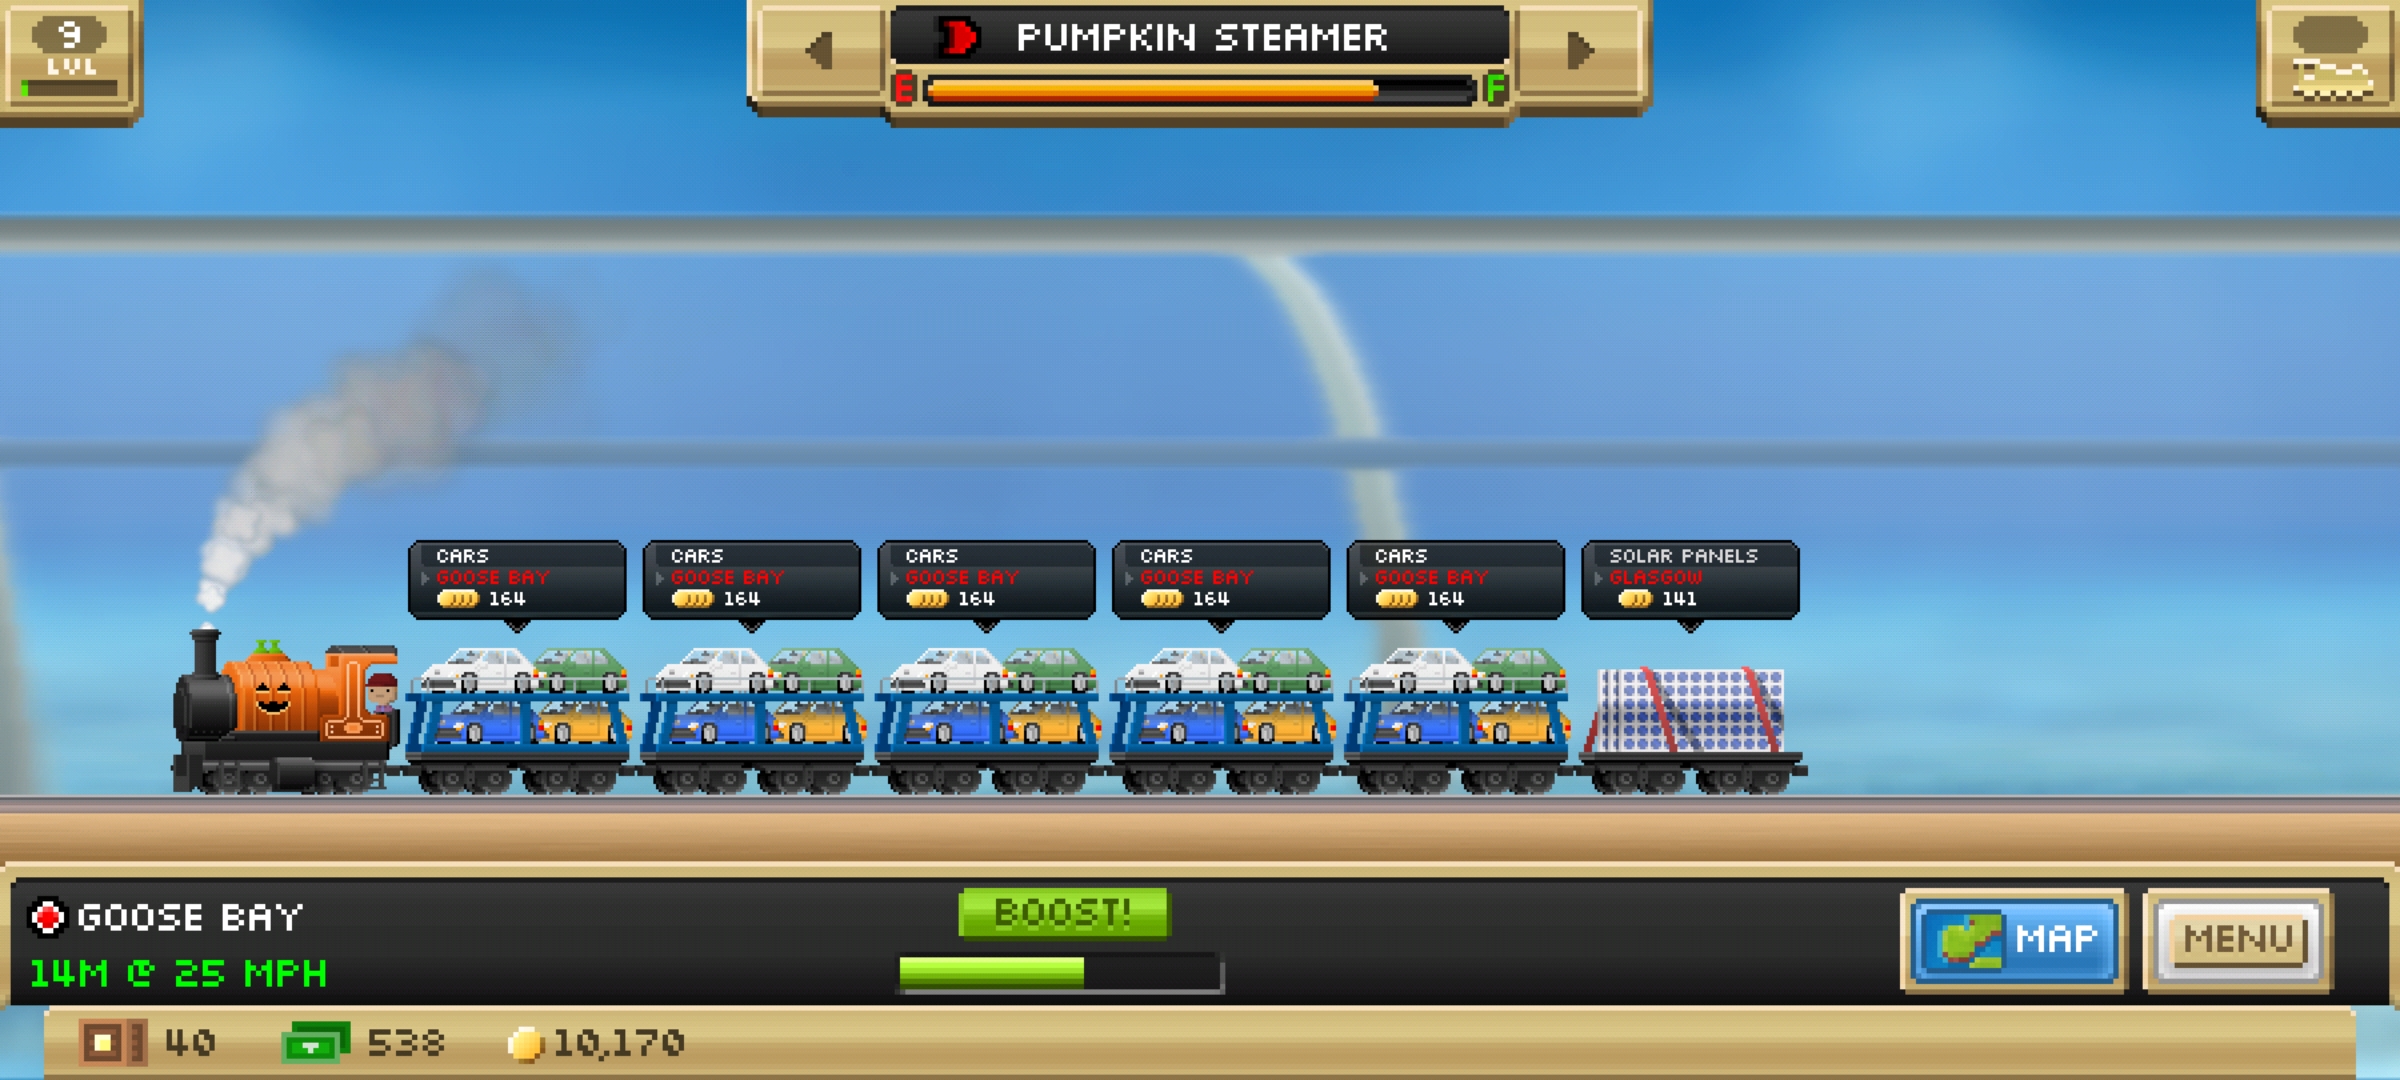 9
LVL
PUMPKIN STEAMER
E F
CARS
GOOSE BAY
164
CARS
GOOSE BAY
164
CARS
GOOSE BAY
164
CARS
GOOSE BAY
164
CARS
GOOSE BAY
164
SOLAR PANELS
GLASGOW
141
GOOSE BAY
14M @ 25 MPH
BOOST!
MAP
MENU
40 538 10,170